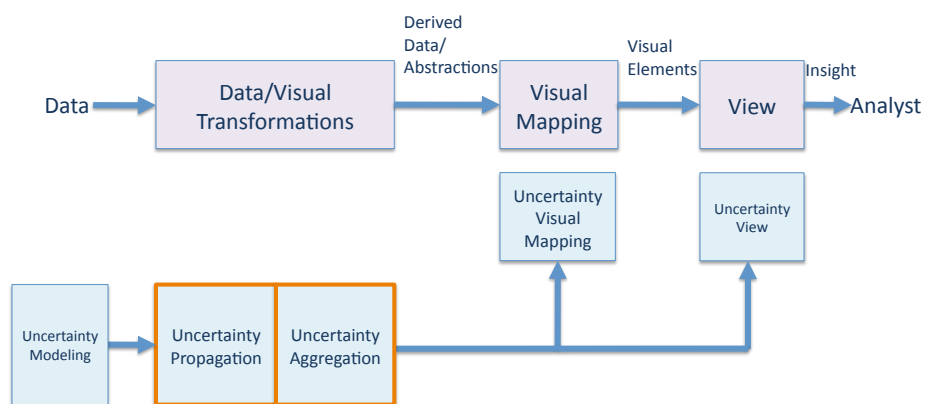 Derived
Data/
Abstractions
Visual
Elements
Insight
Data
Data/Visual
Transformations
Visual
Mapping
View
Analyst
Uncertainty
Visual
Mapping
Uncertainty
View
Uncertainty
Modeling
Uncertainty
Propagation
Uncertainty
Aggregation